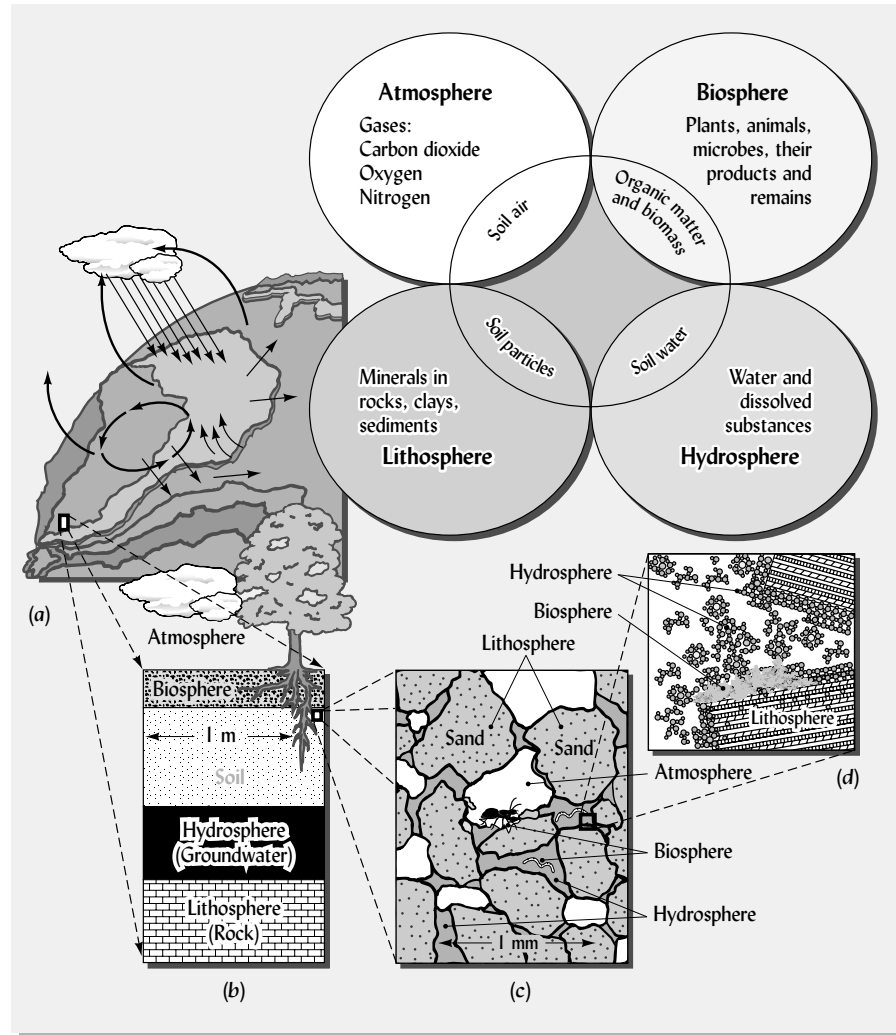 Atmosphere
Gases:
Carbon dioxide
Oxygen
Nitrogen
Biosphere
Plants, animals,
microbes, their
products and
remains
Soil air
Organic matter
and biomass
Soil particles
Soil water
Minerals in
rocks, clays,
sediments
Lithosphere
Water and
dissolved
substances
Hydrosphere
(a)
Atmosphere
Biosphere
1 m
Soil
Hydrosphere
(Groundwater)
Lithosphere
(Rock)
(b)
Lithosphere
Sand
Sand
Atmosphere
Biosphere
Hydrosphere
1 mm
(c)
Hydrosphere
Biosphere
Lithosphere
(d)